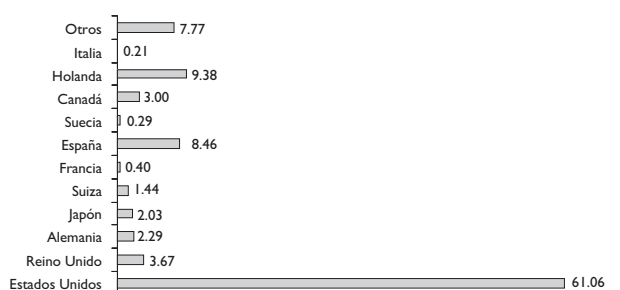 Otros 7.77
Italia 0.21
Holanda 9.38
Canadá 3.00
Suecia 0.29
España 8.46
Francia 0.40
Suiza 1.44
Japón 2.03
Alemania 2.29
Reino Unido 3.67
Estados Unidos 61.06